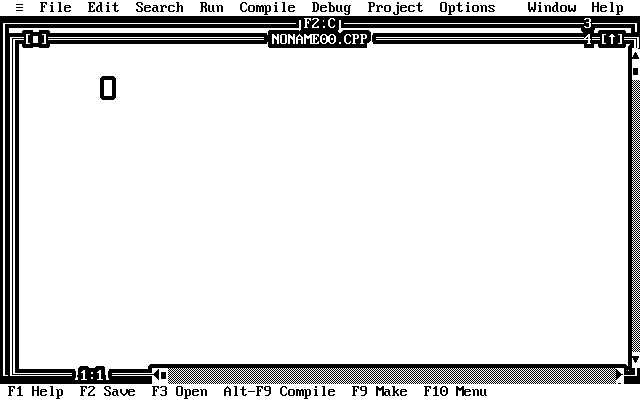 ≡ File Edit Search Run Compile Debug Project Options Window Help
F2:C 3
[■] NONAME00.CPP 4 [↑]
1:1
F1 Help F2 Save F3 Open Alt-F9 Compile F9 Make F10 Menu